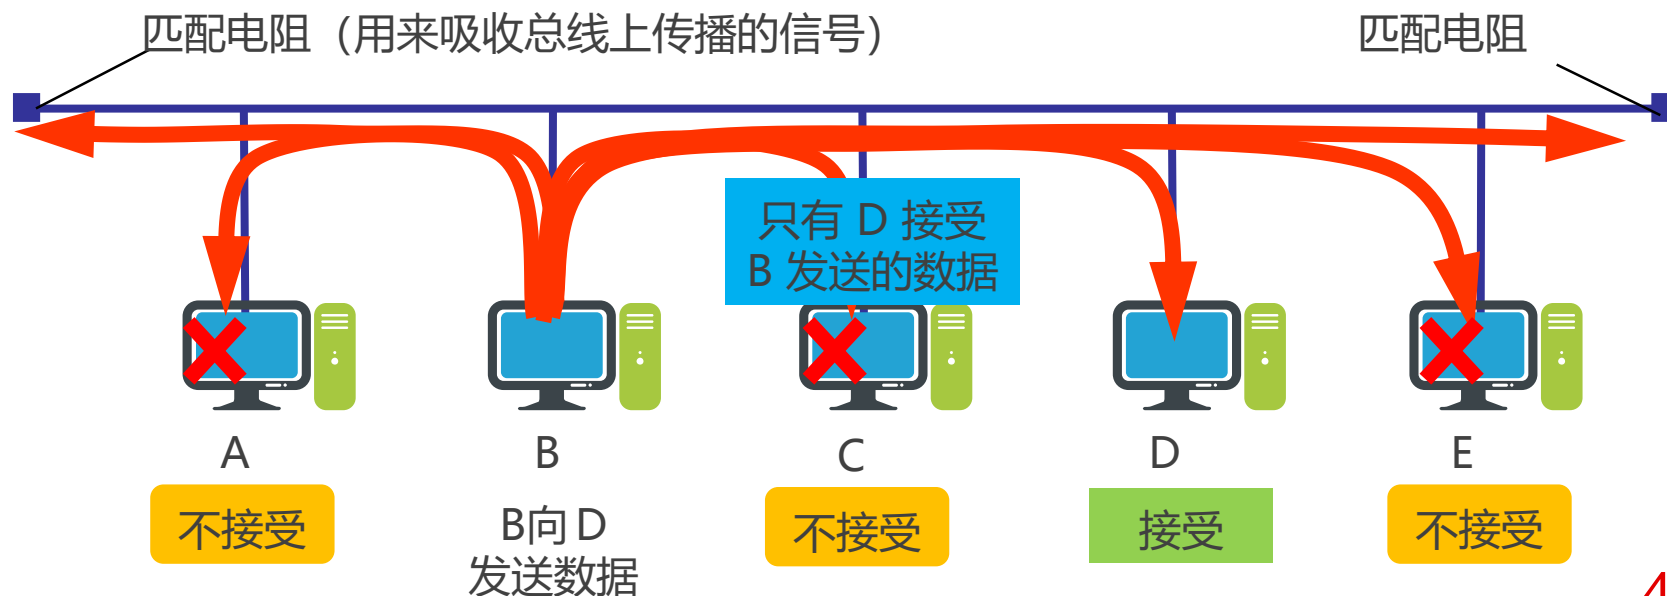 匹配电阻（用来吸收总线上传播的信号）
匹配电阻
只有 D 接受
B 发送的数据
A
B
C
D
E
不接受
B向 D
发送数据
不接受
接受
不接受